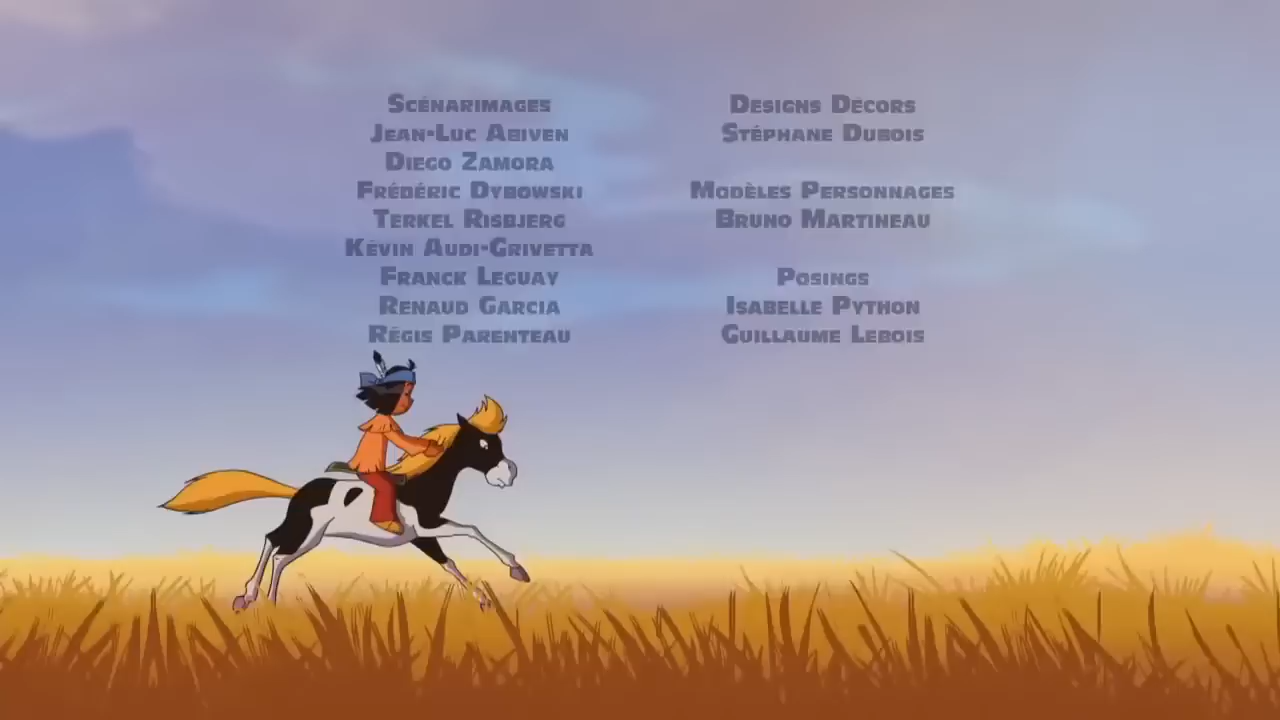 Scénarimages
Jean-Luc Abiven
Diego Zamora
Frédéric Dybowski
Terkel Risbjerg
Kévin Audi-Grivetta
Franck Leguay
Renaud Garcia
Régis Parenteau
Designs Décors
Stéphane Dubois
Modèles Personnages
Bruno Martineau
Posings
Isabelle Python
Guillaume Lebois